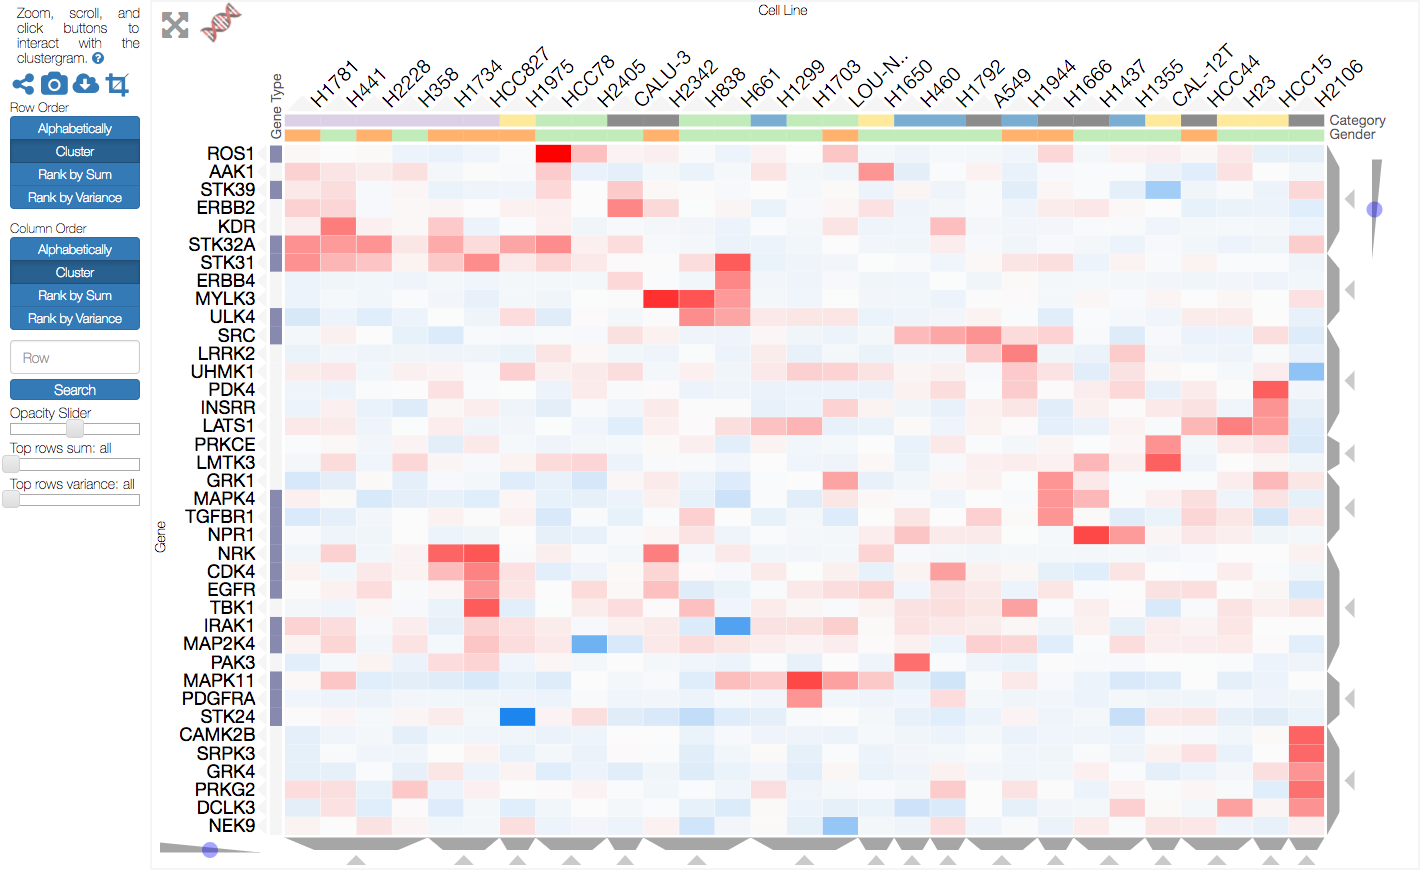 Zoom, scroll, and
click buttons to
interact with the
clustergram. ?
Row Order
Alphabetically
Cluster
Rank by Sum
Rank by Variance
Column Order
Alphabetically
Cluster
Rank by Sum
Rank by Variance
Row
Search
Opacity Slider
Top rows sum: all
Top rows variance: all
Cell Line
H1781
H441
H2228
H358
H1734
HCC827
H1975
HCC78
H2405
CALU-3
H2342
H838
H661
H1299
H1703
LOU-N..
H1650
H460
H1792
A549
H1944
H1666
H1437
H1355
CAL-12T
HCC44
H23
HCC15
H2106
Category
Gender
Gene Type
Gene
ROS1
AAK1
STK39
ERBB2
KDR
STK32A
STK31
ERBB4
MYLK3
ULK4
SRC
LRRK2
UHMK1
PDK4
INSRR
LATS1
PRKCE
LMTK3
GRK1
MAPK4
TGFBR1
NPR1
NRK
CDK4
EGFR
TBK1
IRAK1
MAP2K4
PAK3
MAPK11
PDGFRA
STK24
CAMK2B
SRPK3
GRK4
PRKG2
DCLK3
NEK9